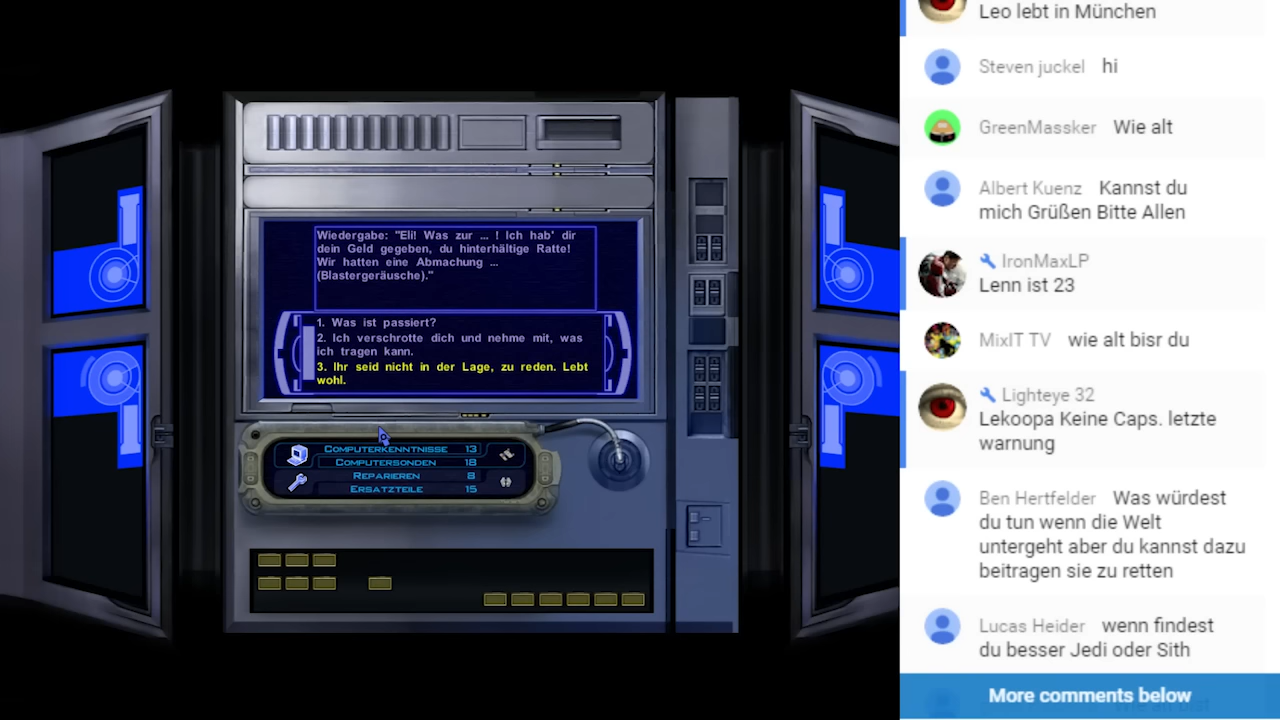 Wiedergabe: "Eli! Was zur ... ! Ich hab' dir
dein Geld gegeben, du hinterhältige Ratte!
Wir hatten eine Abmachung ...
(Blastergeräusche)."
1. Was ist passiert?
2. Ich verschrotte dich und nehme mit, was
ich tragen kann.
3. Ihr seid nicht in der Lage, zu reden. Lebt
wohl.
Computerkenntnisse 13
Computersonden 18
Reparieren 8
Ersatzteile 15
Leo lebt in München
Steven juckel hi
GreenMassker Wie alt
Albert Kuenz Kannst du
mich Grüßen Bitte Allen
IronMaxLP
Lenn ist 23
MixIT TV wie alt bisr du
Lighteye 32
Lekoopa Keine Caps. letzte
warnung
Ben Hertfelder Was würdest
du tun wenn die Welt
untergeht aber du kannst dazu
beitragen sie zu retten
Lucas Heider wenn findest
du besser Jedi oder Sith
More comments below